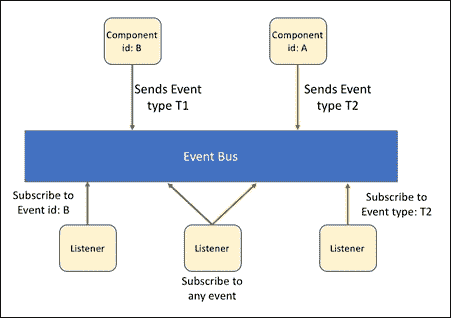 Component
id: B
Component
id: A
Sends Event
type T1
Sends Event
type T2
Event Bus
Subscribe to
Event id: B
Subscribe to
Event type: T2
Listener
Listener
Listener
Subscribe to
any event